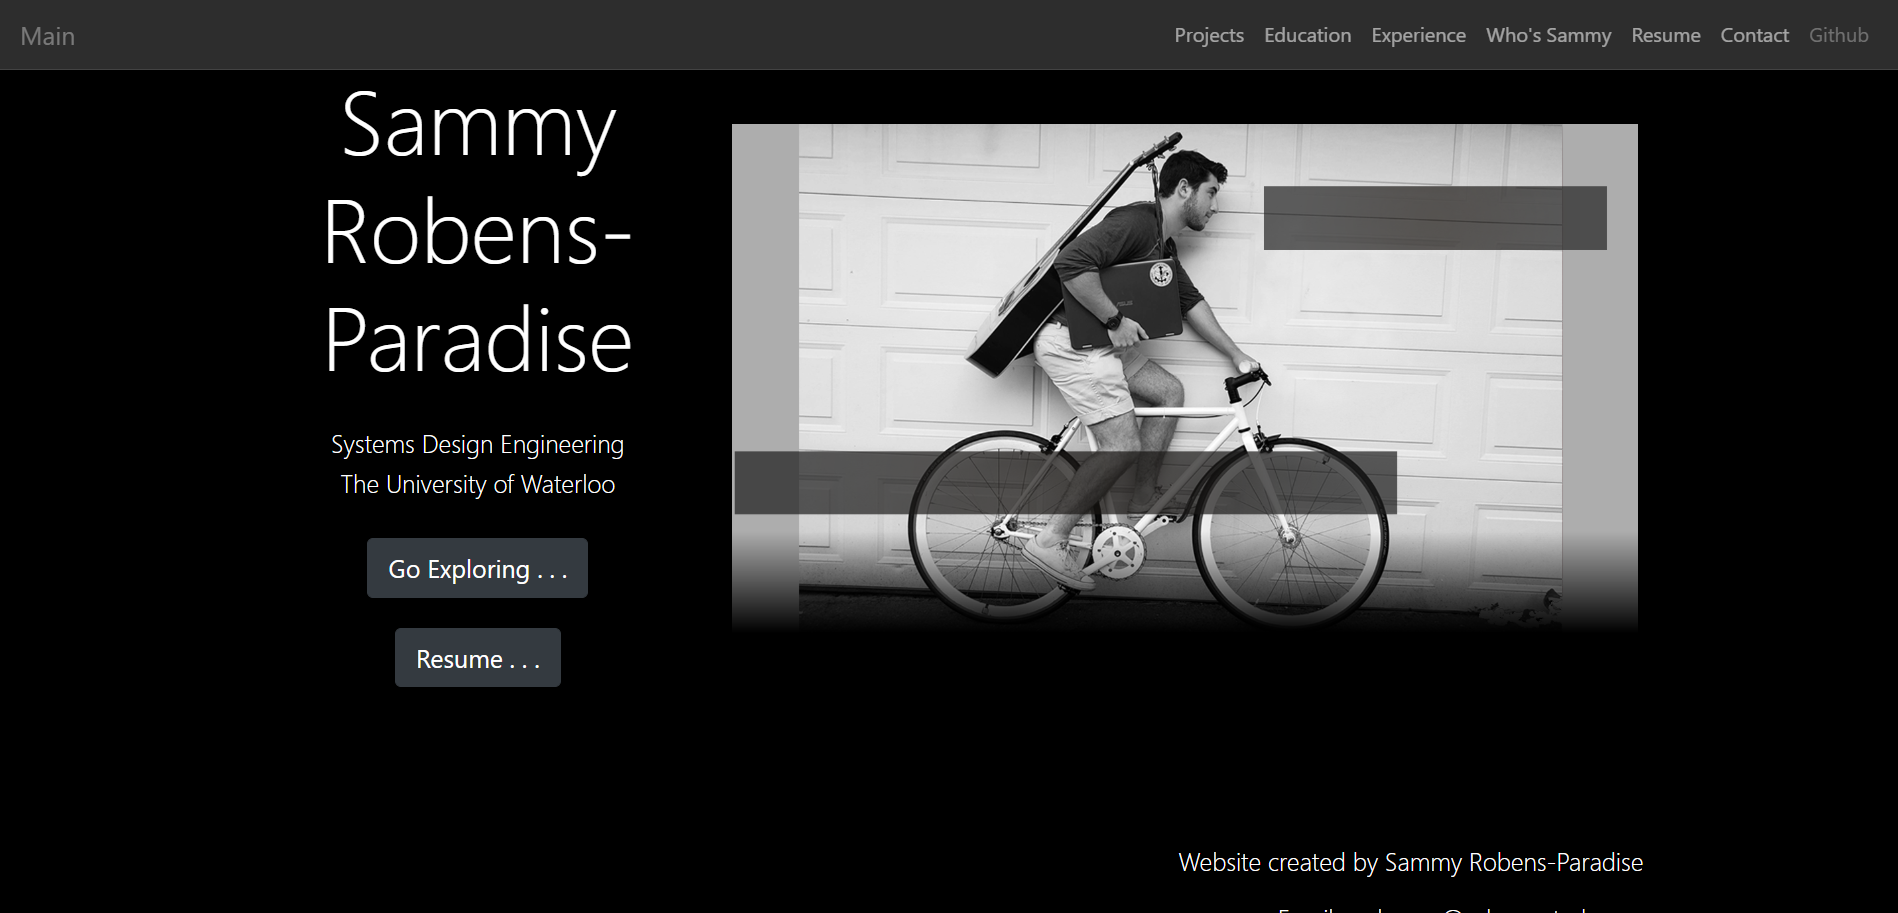 Main
Projects Education Experience Who's Sammy Resume Contact Github
Sammy
Robens-
Paradise
Systems Design Engineering
The University of Waterloo
Go Exploring . . .
Resume . . .
Website created by Sammy Robens-Paradise